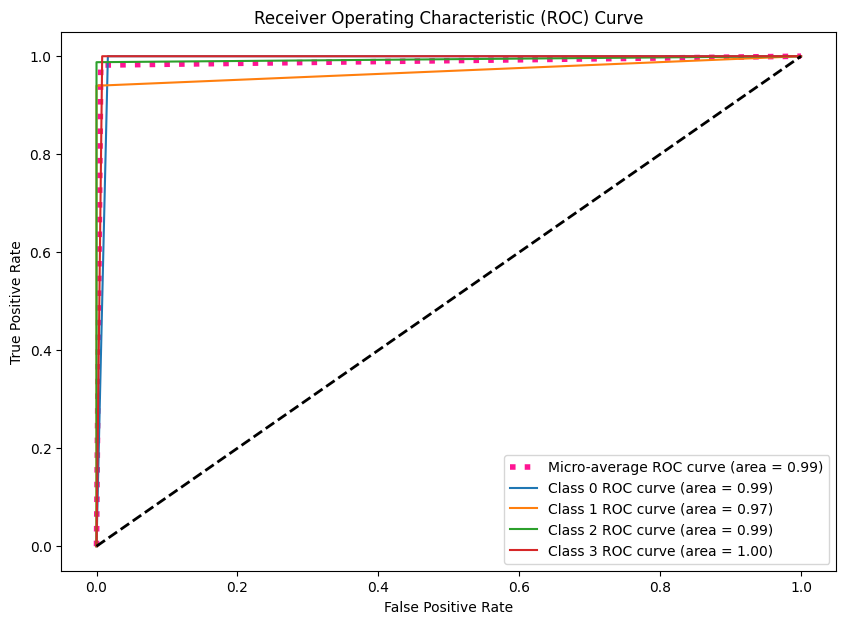 Receiver Operating Characteristic (ROC) Curve
True Positive Rate
1.0
0.8
0.6
0.4
0.2
0.0
Micro-average ROC curve (area = 0.99)
Class 0 ROC curve (area = 0.99)
Class 1 ROC curve (area = 0.97)
Class 2 ROC curve (area = 0.99)
Class 3 ROC curve (area = 1.00)
0.0 0.2 0.4 0.6 0.8 1.0
False Positive Rate